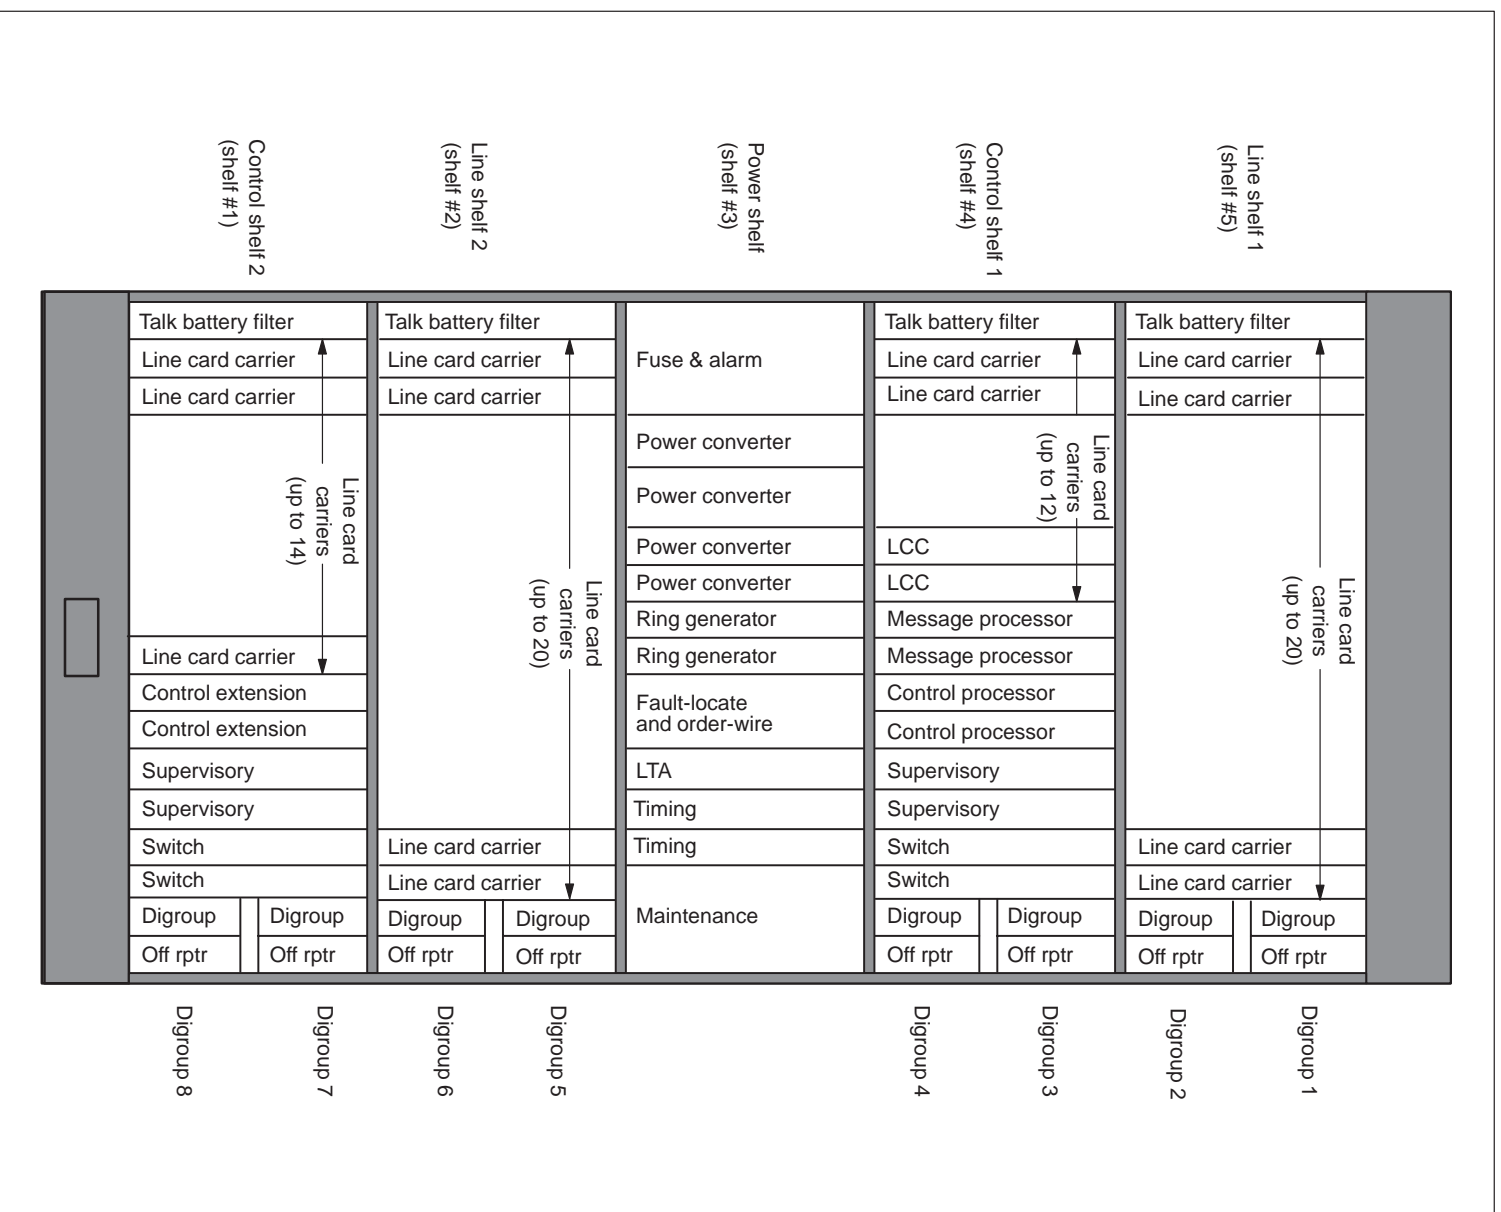 Control shelf 2
(shelf #1)
Line shelf 2
(shelf #2)
Power shelf
(shelf #3)
Control shelf 1
(shelf #4)
Line shelf 1
(shelf #5)
Talk battery filter
Line card carrier
Line card carrier
Line card
carriers
(up to 14)
Line card carrier
Control extension
Control extension
Supervisory
Supervisory
Switch
Switch
Digroup
Digroup
Off rptr
Off rptr
Talk battery filter
Line card carrier
Line card carrier
Line card
carriers
(up to 20)
Line card carrier
Line card carrier
Digroup
Digroup
Off rptr
Off rptr
Fuse & alarm
Power converter
Power converter
Power converter
Power converter
Ring generator
Ring generator
Fault-locate
and order-wire
LTA
Timing
Timing
Maintenance
Talk battery filter
Line card carrier
Line card carrier
Line card
carriers
(up to 12)
LCC
LCC
Message processor
Message processor
Control processor
Control processor
Supervisory
Supervisory
Switch
Switch
Digroup
Digroup
Off rptr
Off rptr
Talk battery filter
Line card carrier
Line card carrier
Line card
carriers
(up to 20)
Line card carrier
Line card carrier
Digroup
Digroup
Off rptr
Off rptr
Digroup 8
Digroup 7
Digroup 6
Digroup 5
Digroup 4
Digroup 3
Digroup 2
Digroup 1